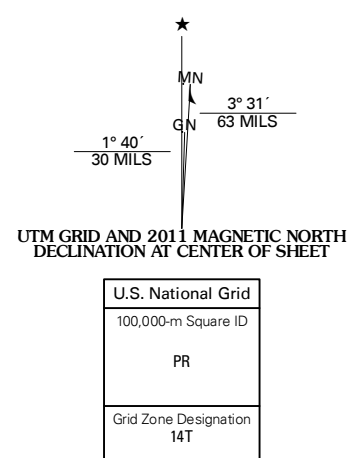 ★
MN
3° 31´
63 MILS
GN
1° 40´
30 MILS
UTM GRID AND 2011 MAGNETIC NORTH
DECLINATION AT CENTER OF SHEET
U.S. National Grid
100,000-m Square ID
PR
Grid Zone Designation
14T